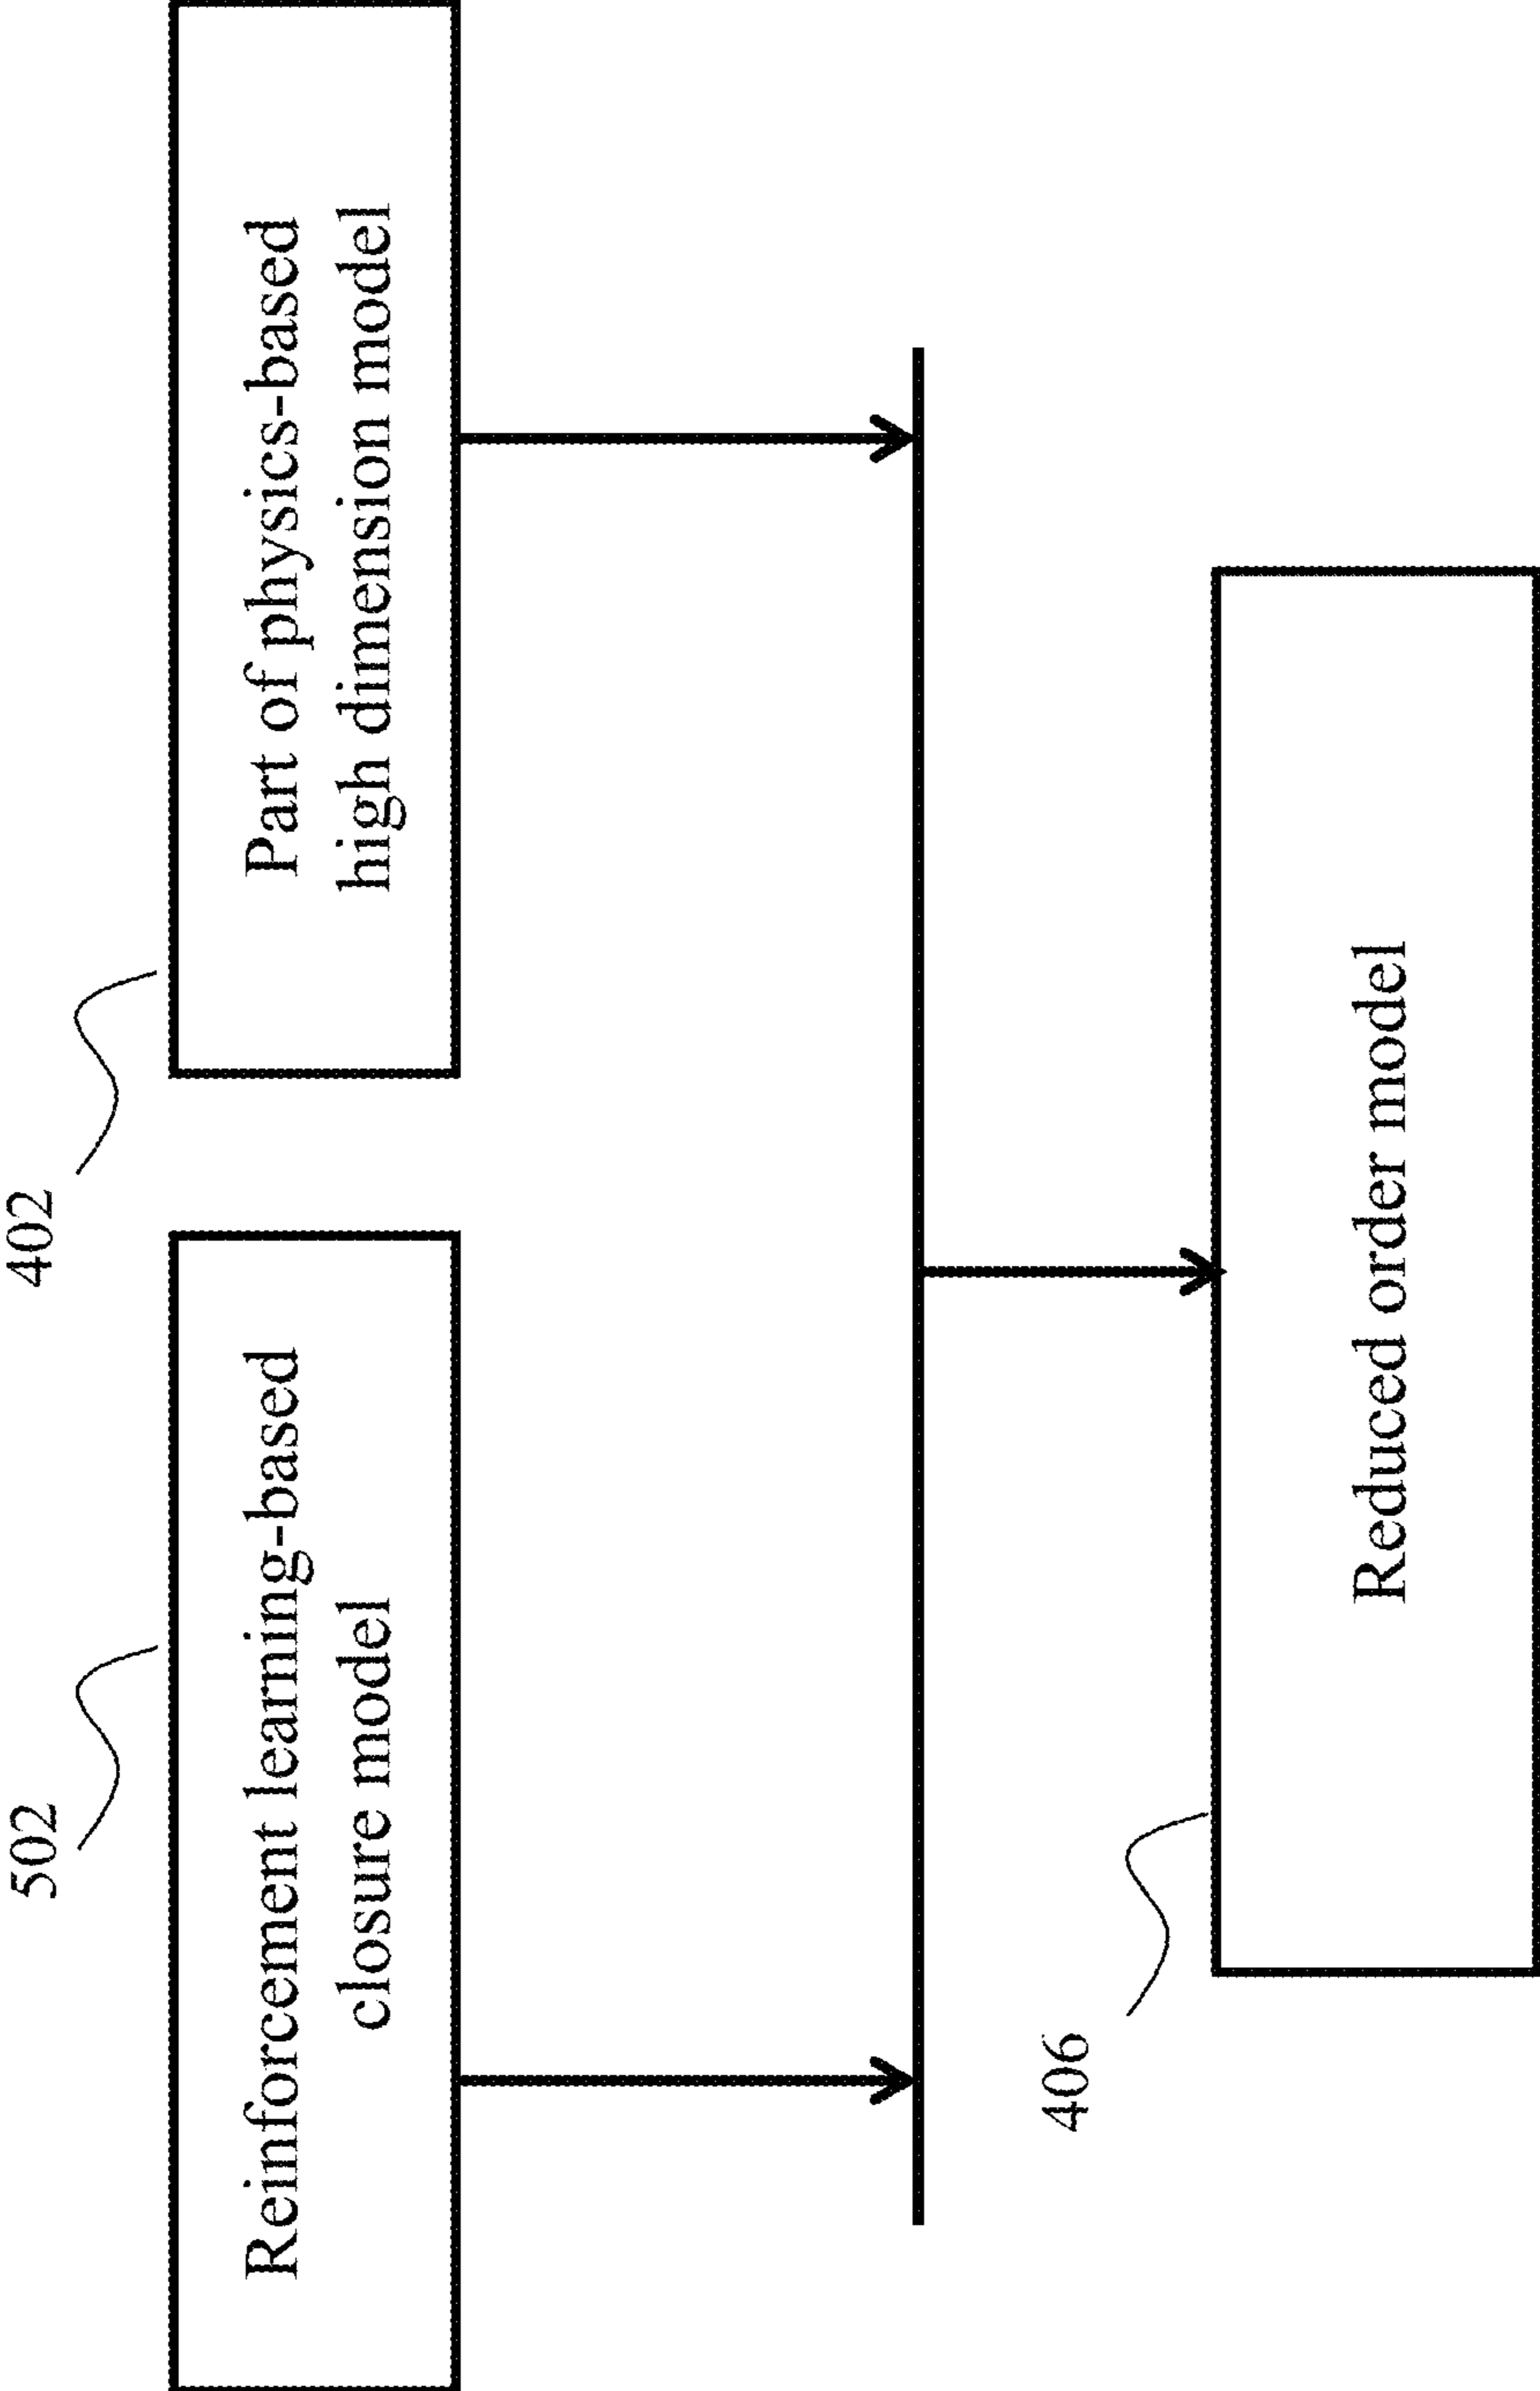 502
Reinforcement learning-based
closure model
402
Part of physics-based
high dimension model
406
Reduced order model